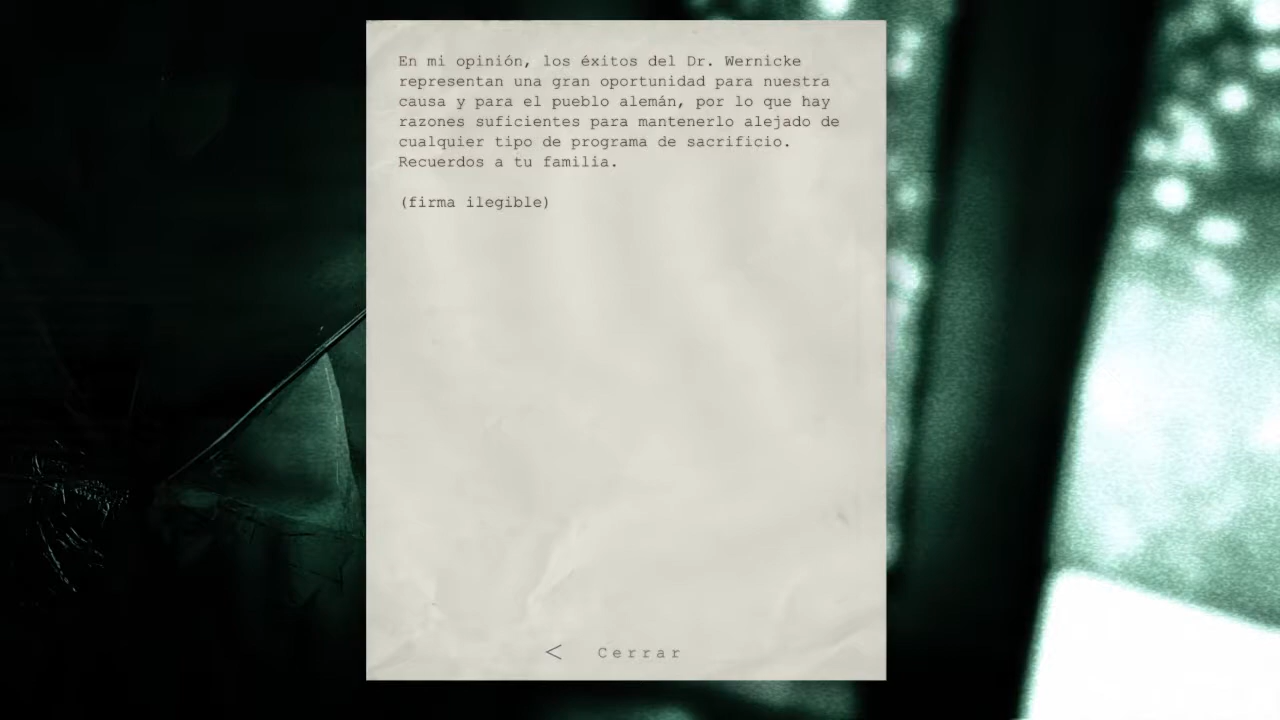 En mi opinión, los éxitos del Dr. Wernicke
representan una gran oportunidad para nuestra
causa y para el pueblo alemán, por lo que hay
razones suficientes para mantenerlo alejado de
cualquier tipo de programa de sacrificio.
Recuerdos a tu familia.
(firma ilegible)
< Cerrar